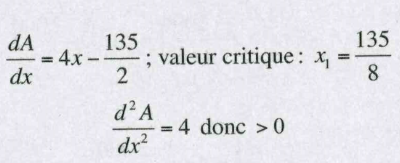 dA/dx = 4x − 135/2 ; valeur critique : x₁ = 135/8
d²A/dx² = 4 donc > 0